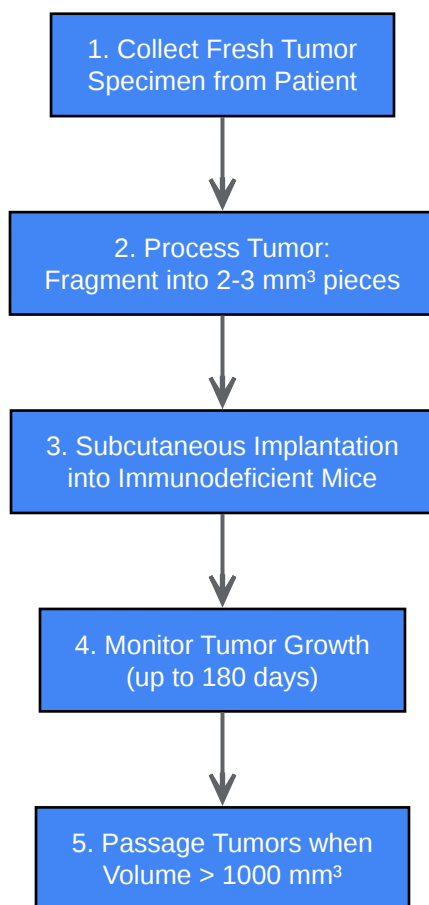 1. Collect Fresh Tumor
Specimen from Patient
2. Process Tumor:
Fragment into 2-3 mm³ pieces
3. Subcutaneous Implantation
into Immunodeficient Mice
4. Monitor Tumor Growth
(up to 180 days)
5. Passage Tumors when
Volume > 1000 mm³